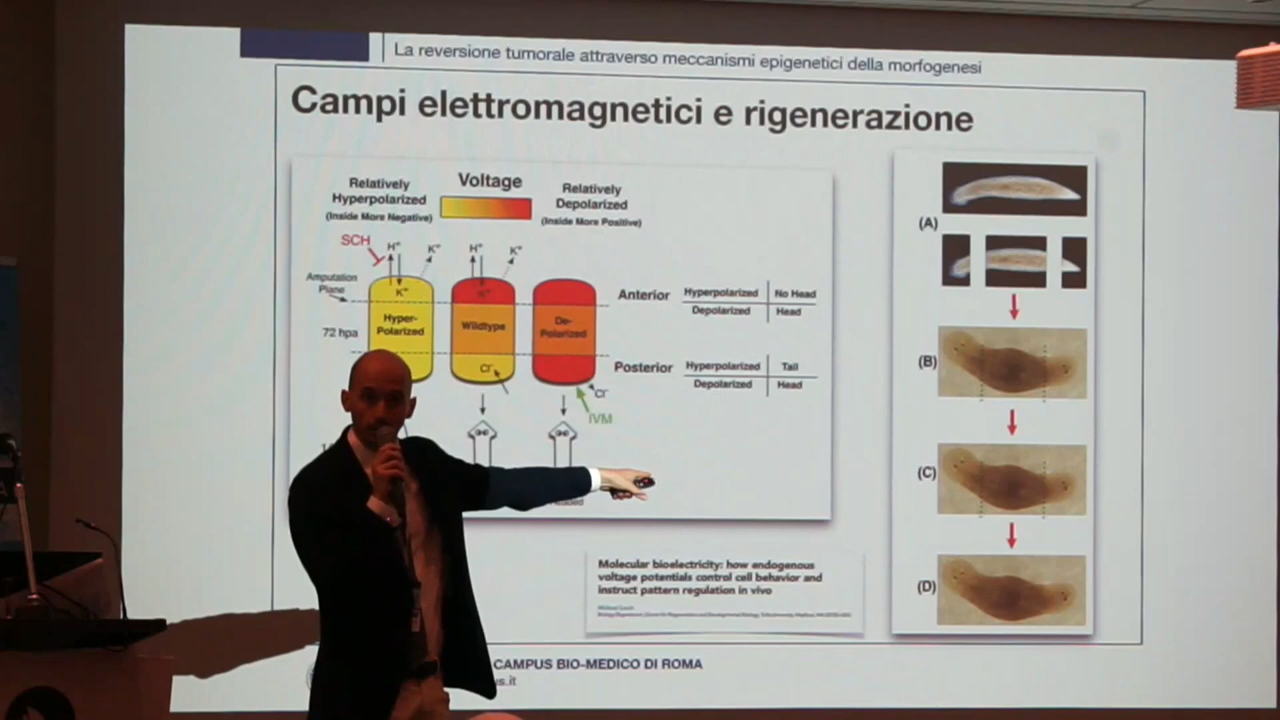 La reversione tumorale attraverso meccanismi epigenetici della morfogenesi
Campi elettromagnetici e rigenerazione
Relatively
Hyperpolarized
(Inside More Negative)
Voltage
Relatively
Depolarized
(Inside More Positive)
SCH
H+
K+
H+
K+
Amputation
Plane
K+
K+
72 hpa
Hyper-
Polarized
Wildtype
De-
Polarized
Cl-
Cl-
IVM
Anterior
Hyperpolarized
No Head
Depolarized
Head
Posterior
Hyperpolarized
Tail
Depolarized
Head
(A)
(B)
(C)
(D)
Molecular bioelectricity: how endogenous
voltage potentials control cell behavior and
instruct pattern regulation in vivo
Michael Levin
CAMPUS BIO-MEDICO DI ROMA
s.it